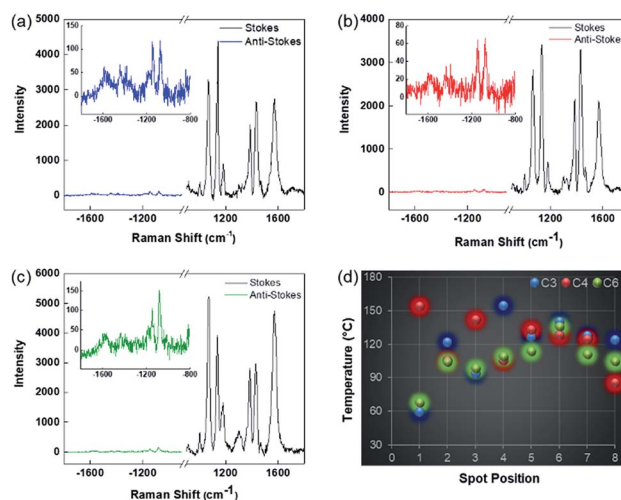 (a)
5000
4000
3000
2000
1000
0
Intensity
150
100
50
0
-1600 -1200 -800
Stokes
Anti-Stokes
-1600 -1200 1200 1600
Raman Shift (cm-1)
(b)
4000
3000
2000
1000
0
Intensity
80
60
40
20
0
-1600 -1200 -800
Stokes
Anti-Stokes
-1600 -1200 1200 1600
Raman Shift (cm-1)
(c)
6000
5000
4000
3000
2000
1000
0
Intensity
150
100
50
0
-1600 -1200 -800
Stokes
Anti-Stokes
-1600 -1200 1200 1600
Raman Shift (cm-1)
(d)
180
150
120
90
60
30
Temperature (°C)
C3 C4 C6
0 1 2 3 4 5 6 7 8
Spot Position